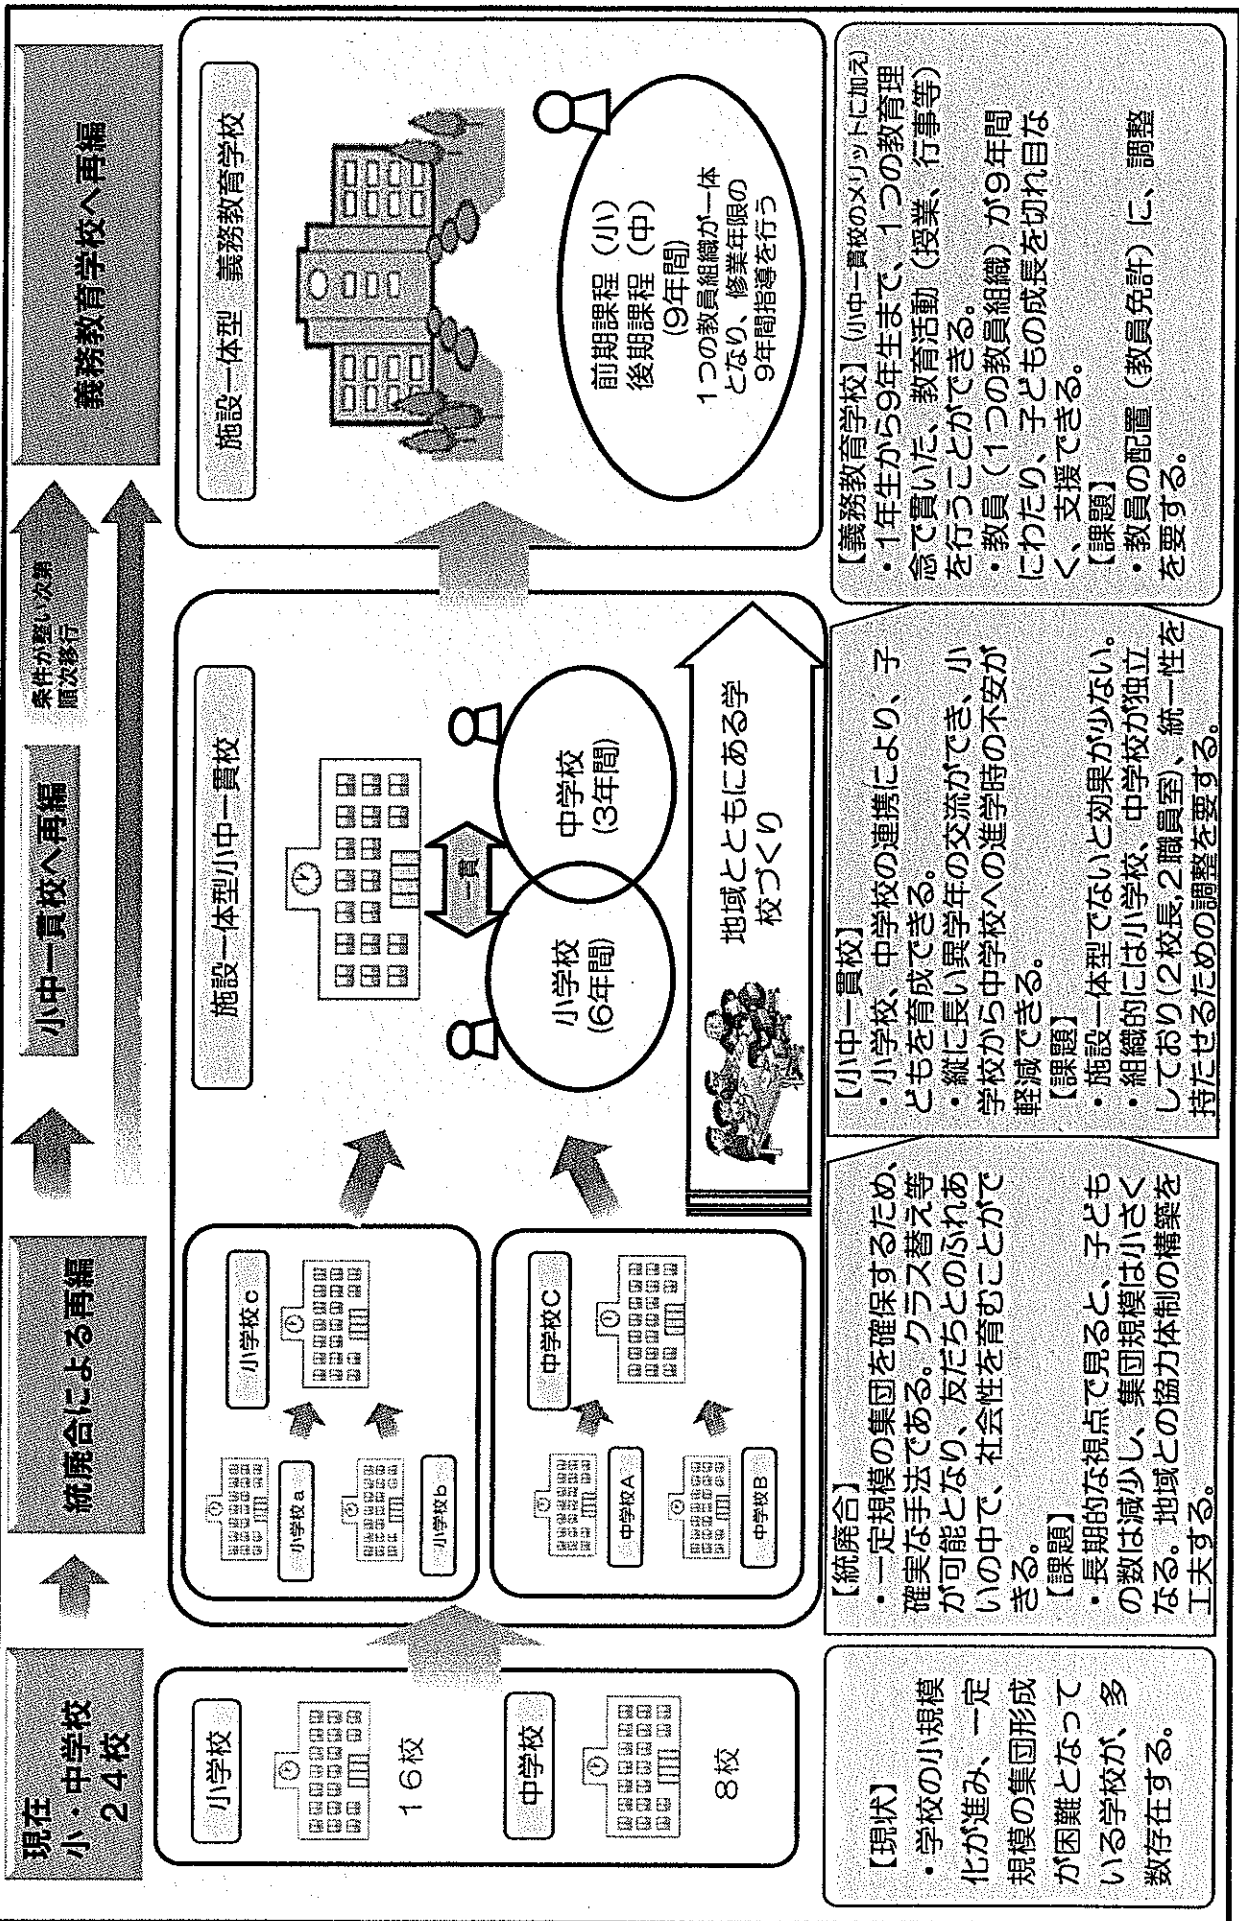 現在
小・中学校
24校
統廃合による再編
小中一貫校へ再編
条件が整い次第
順次移行
義務教育学校へ再編
小学校
16校
中学校
8校
小学校a
小学校b
小学校c
中学校A
中学校B
中学校C
施設一体型小中一貫校
一貫
小学校
(6年間)
中学校
(3年間)
地域とともにある学
校づくり
施設一体型 義務教育学校
前期課程(小)
後期課程(中)
(9年間)
1つの教員組織が一体
となり、修業年限の
9年間指導を行う
【現状】
・学校の小規模
化が進み、一定
規模の集団形成
が困難となって
いる学校が、多
数存在する。
【統廃合】
・一定規模の集団を確保するため、
確実な手法である。クラス替え等
が可能となり、友だちとのふれあ
いの中で、社会性を育むことがで
きる。
【課題】
・長期的な視点で見ると、子ども
の数は減少し、集団規模は小さく
なる。地域との協力体制の構築を
工夫する。
【小中一貫校】
・小学校、中学校の連携により、子
どもを育成できる。
・縦に長い異学年の交流ができ、小
学校から中学校への進学時の不安が
軽減できる。
【課題】
・施設一体型でないと効果が少ない。
・組織的には小学校、中学校が独立
しており(2校長,2職員室)、統一性を
持たせるための調整を要する。
【義務教育学校】(小中一貫校のメリットに加え)
・1年生から9年生まで、1つの教育理
念で貫いた、教育活動(授業、行事等)
を行うことができる。
・教員(1つの教員組織)が9年間
にわたり、子どもの成長を切れ目な
く、支援できる。
【課題】
・教員の配置(教員免許)に、調整
を要する。